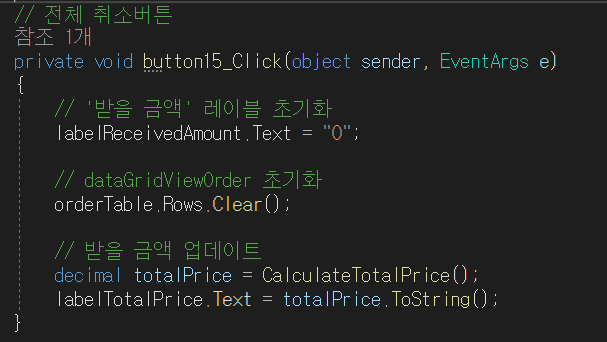 // 전체 취소버튼
참조 1개
private void button15_Click(object sender, EventArgs e)
{
// '받을 금액' 레이블 초기화
labelReceivedAmount.Text = "0";
// dataGridViewOrder 초기화
orderTable.Rows.Clear();
// 받을 금액 업데이트
decimal totalPrice = CalculateTotalPrice();
labelTotalPrice.Text = totalPrice.ToString();
}